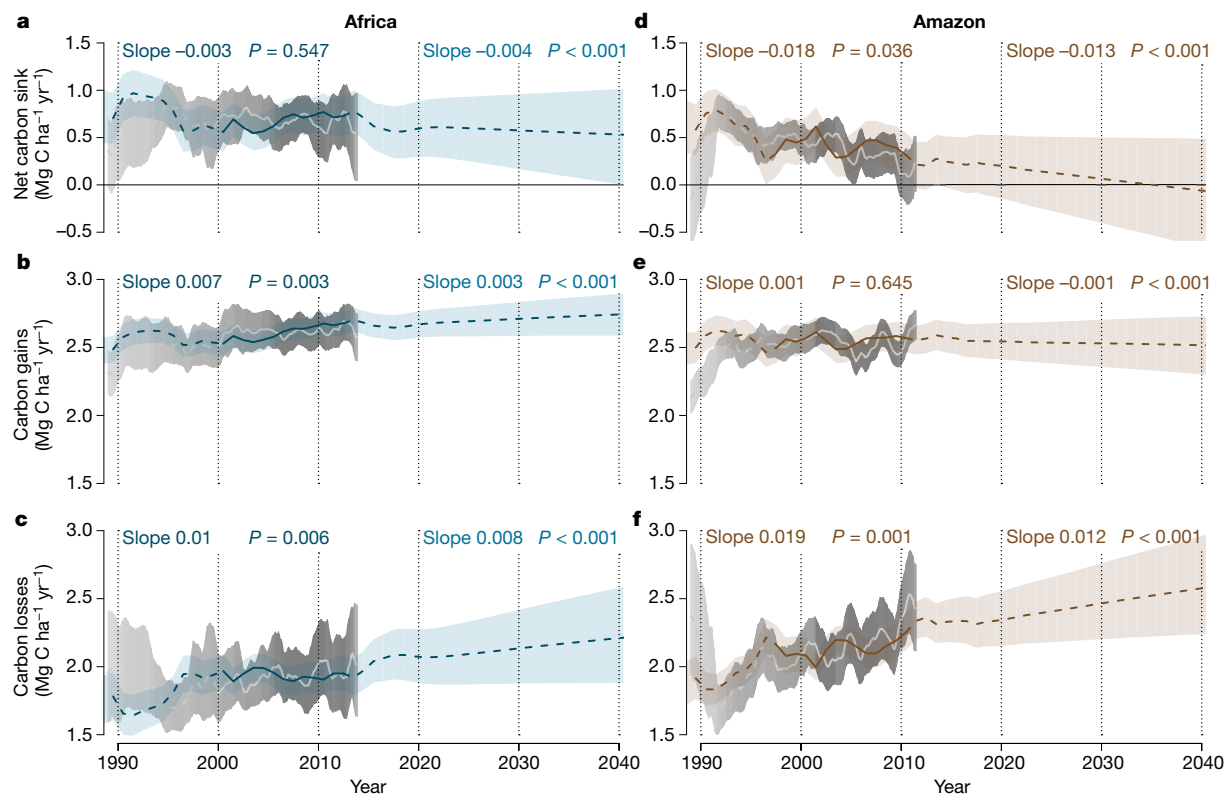 a Africa
Slope –0.003 P = 0.547 Slope –0.004 P < 0.001
Net carbon sink
(Mg C ha–1 yr–1)
1.5
1.0
0.5
0.0
–0.5
b
Slope 0.007 P = 0.003 Slope 0.003 P < 0.001
Carbon gains
(Mg C ha–1 yr–1)
3.0
2.5
2.0
1.5
c
Slope 0.01 P = 0.006 Slope 0.008 P < 0.001
Carbon losses
(Mg C ha–1 yr–1)
3.0
2.5
2.0
1.5
1990 2000 2010 2020 2030 2040
Year
d Amazon
Slope –0.018 P = 0.036 Slope –0.013 P < 0.001
1.5
1.0
0.5
0.0
–0.5
e
Slope 0.001 P = 0.645 Slope –0.001 P < 0.001
3.0
2.5
2.0
1.5
f
Slope 0.019 P = 0.001 Slope 0.012 P < 0.001
3.0
2.5
2.0
1.5
1990 2000 2010 2020 2030 2040
Year